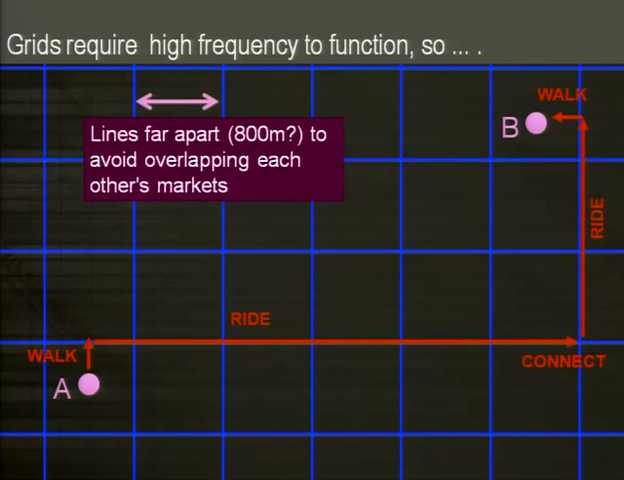 Grids require high frequency to function, so ... .
WALK
B
Lines far apart (800m?) to
avoid overlapping each
other's markets
RIDE
RIDE
WALK
CONNECT
A